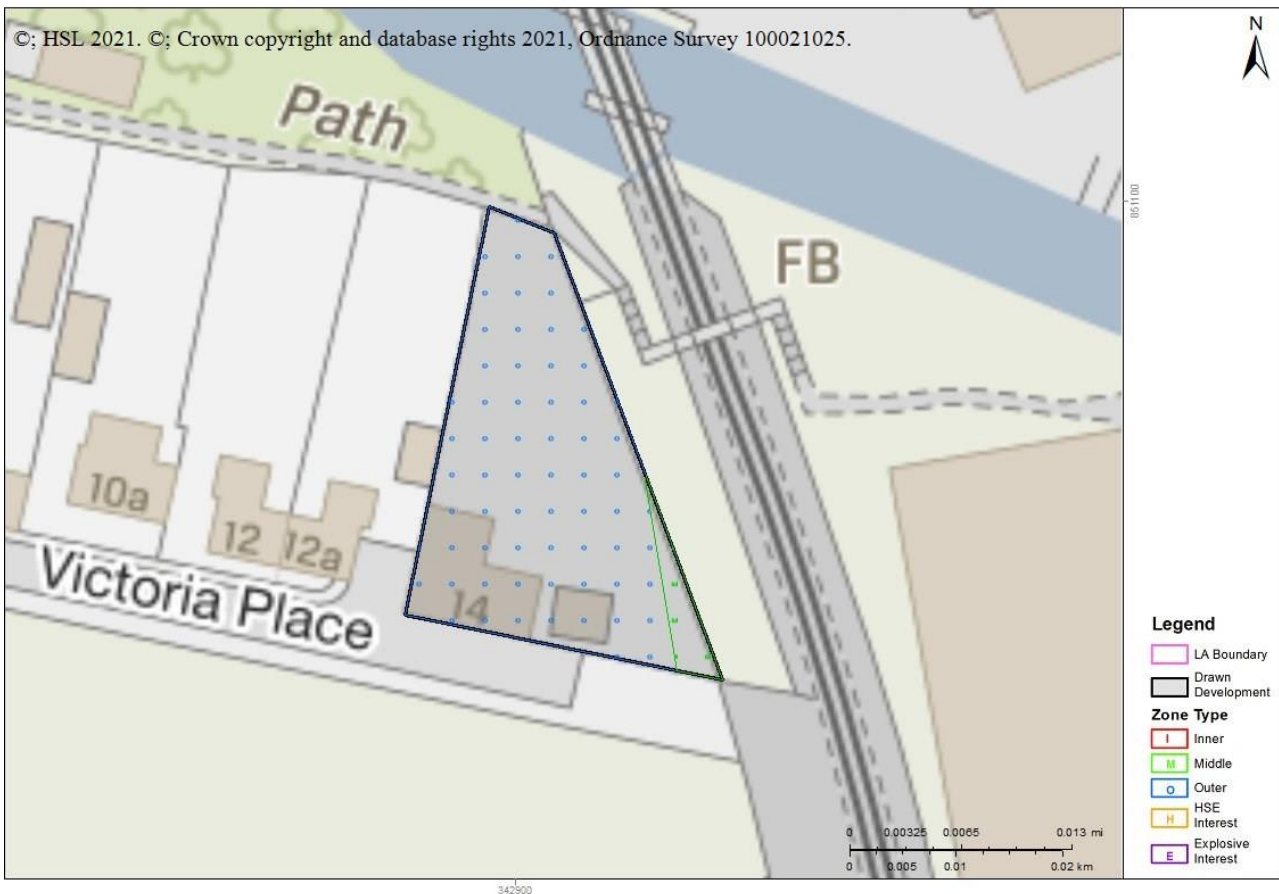 ©; HSL 2021. ©; Crown copyright and database rights 2021, Ordnance Survey 100021025.
N
Path
FB
851100
10a
12
12a
14
Victoria Place
Legend
LA Boundary
Drawn
Development
Zone Type
I Inner
M Middle
O Outer
H HSE
Interest
E Explosive
Interest
0 0.00325 0.0065 0.013 mi
0 0.005 0.01 0.02 km
342900